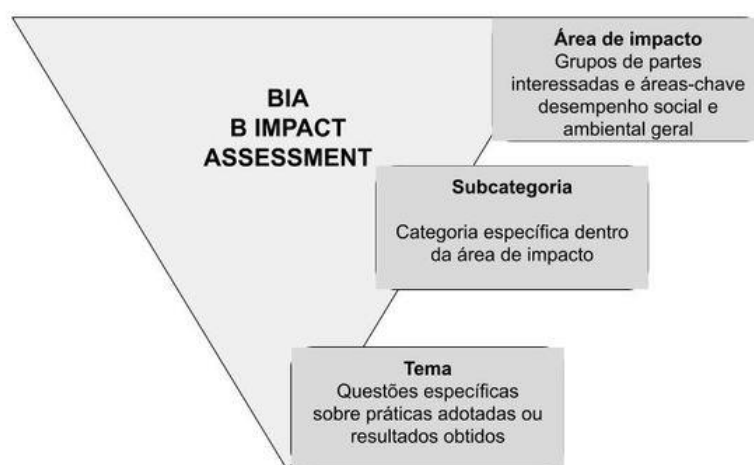 BIA
B IMPACT
ASSESSMENT
Área de impacto
Grupos de partes
interessadas e áreas-chave
desempenho social e
ambiental geral
Subcategoria
Categoria específica dentro
da área de impacto
Tema
Questões específicas
sobre práticas adotadas ou
resultados obtidos